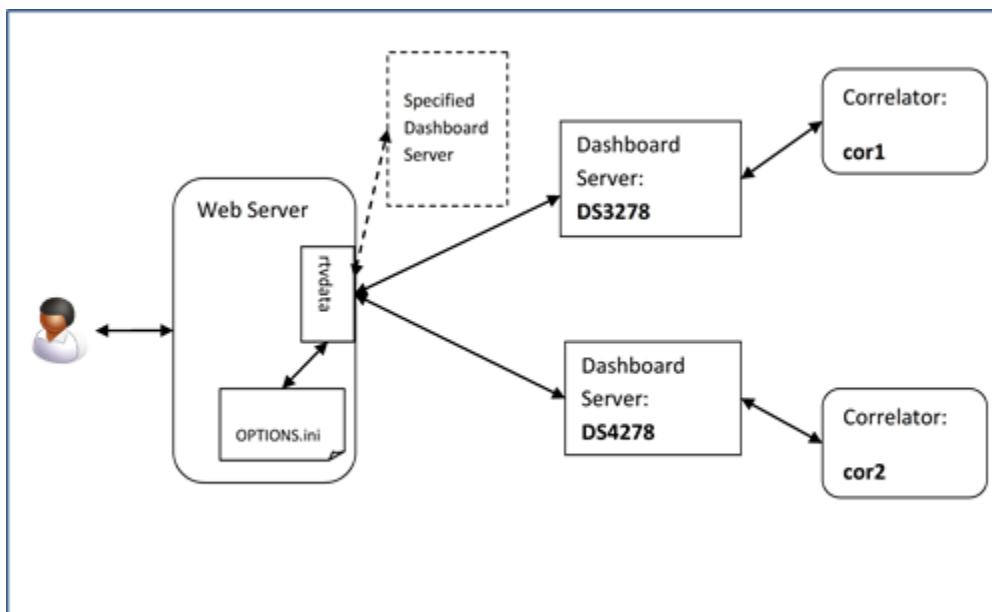 Specified
Dashboard
Server
Correlator:
cor1
Dashboard
Server:
DS3278
Web Server
rtvdata
Dashboard
Server:
DS4278
OPTIONS.ini
Correlator:
cor2